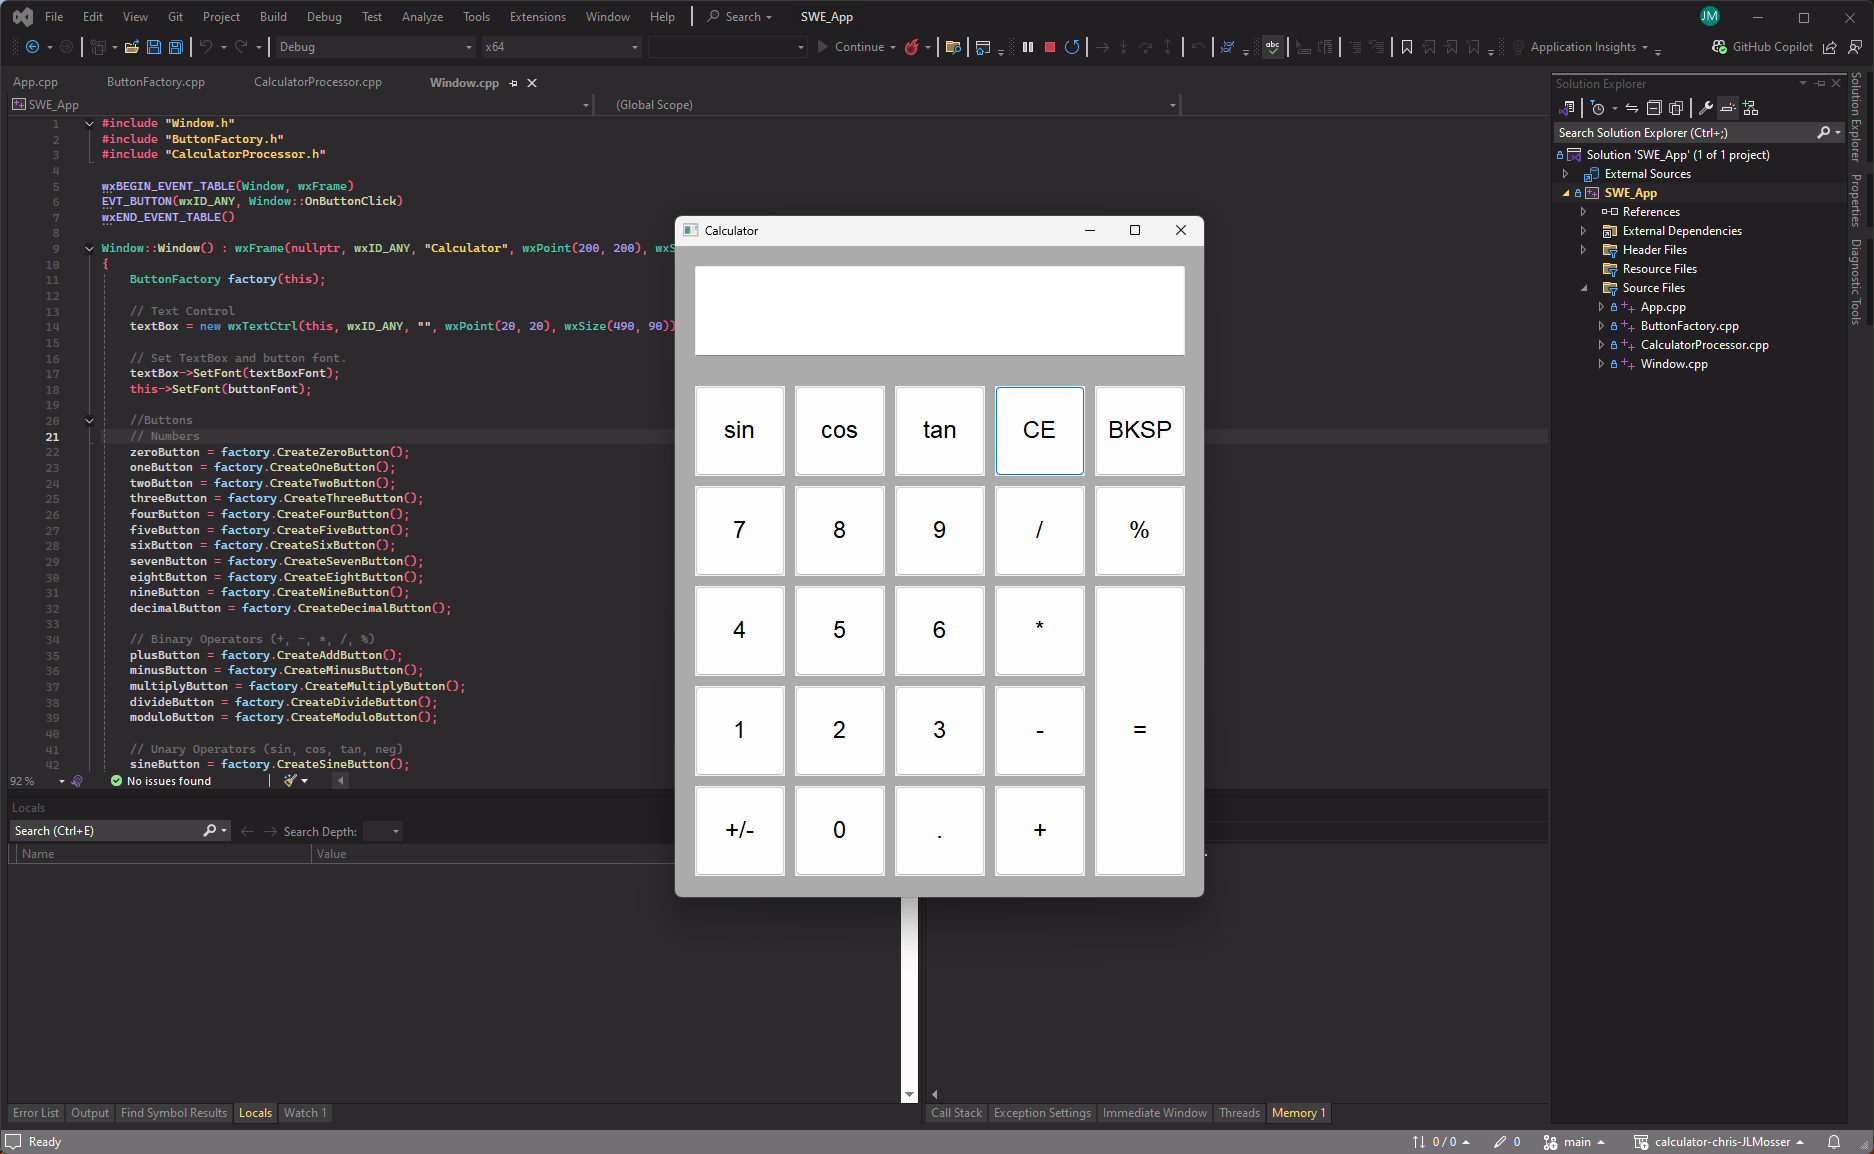 File Edit View Git Project Build Debug Test Analyze Tools Extensions Window Help Search SWE_App JM
Debug x64 Continue abc Application Insights GitHub Copilot
App.cpp ButtonFactory.cpp CalculatorProcessor.cpp Window.cpp
SWE_App (Global Scope)
1 #include "Window.h"
2 #include "ButtonFactory.h"
3 #include "CalculatorProcessor.h"
4
5 wxBEGIN_EVENT_TABLE(Window, wxFrame)
6 EVT_BUTTON(wxID_ANY, Window::OnButtonClick)
7 wxEND_EVENT_TABLE()
8
9 Window::Window() : wxFrame(nullptr, wxID_ANY, "Calculator", wxPoint(200, 200), wxS
10 {
11 ButtonFactory factory(this);
12
13 // Text Control
14 textBox = new wxTextCtrl(this, wxID_ANY, "", wxPoint(20, 20), wxSize(490, 90))
15
16 // Set TextBox and button font.
17 textBox->SetFont(textBoxFont);
18 this->SetFont(buttonFont);
19
20 //Buttons
21 // Numbers
22 zeroButton = factory.CreateZeroButton();
23 oneButton = factory.CreateOneButton();
24 twoButton = factory.CreateTwoButton();
25 threeButton = factory.CreateThreeButton();
26 fourButton = factory.CreateFourButton();
27 fiveButton = factory.CreateFiveButton();
28 sixButton = factory.CreateSixButton();
29 sevenButton = factory.CreateSevenButton();
30 eightButton = factory.CreateEightButton();
31 nineButton = factory.CreateNineButton();
32 decimalButton = factory.CreateDecimalButton();
33
34 // Binary Operators (+, -, *, /, %)
35 plusButton = factory.CreateAddButton();
36 minusButton = factory.CreateMinusButton();
37 multiplyButton = factory.CreateMultiplyButton();
38 divideButton = factory.CreateDivideButton();
39 moduloButton = factory.CreateModuloButton();
40
41 // Unary Operators (sin, cos, tan, neg)
42 sineButton = factory.CreateSineButton();
92 % No issues found
Calculator
sin cos tan CE BKSP
7 8 9 / %
4 5 6 *
1 2 3 - =
+/- 0 . +
Solution Explorer
Search Solution Explorer (Ctrl+;)
Solution 'SWE_App' (1 of 1 project)
External Sources
SWE_App
References
External Dependencies
Header Files
Resource Files
Source Files
App.cpp
ButtonFactory.cpp
CalculatorProcessor.cpp
Window.cpp
Solution Explorer
Properties
Diagnostic Tools
Locals
Search (Ctrl+E) Search Depth:
Name Value
Error List Output Find Symbol Results Locals Watch 1
Call Stack Exception Settings Immediate Window Threads Memory 1
Ready 0 / 0 0 main calculator-chris-JLMosser